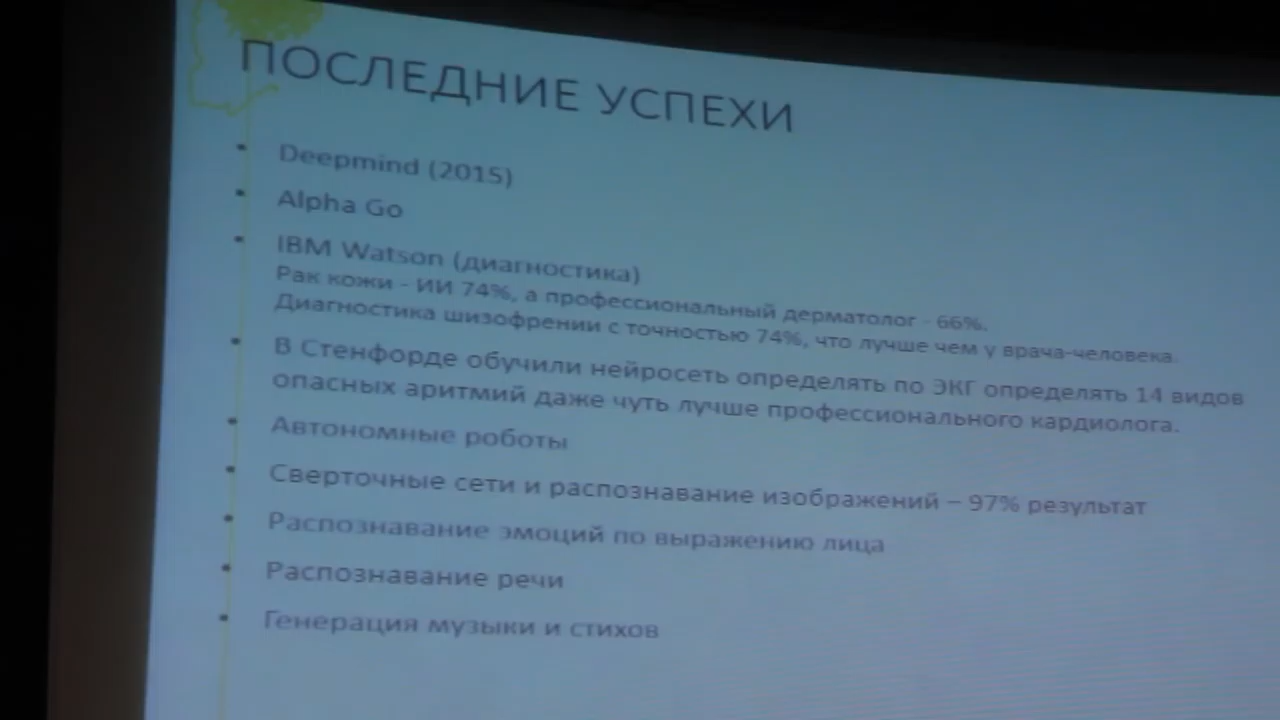 ПОСЛЕДНИЕ УСПЕХИ
• Deepmind (2015)
• Alpha Go
• IBM Watson (диагностика)
Рак кожи - ИИ 74%, а профессиональный дерматолог - 66%.
Диагностика шизофрении с точностью 74%, что лучше чем у врача-человека.
• В Стенфорде обучили нейросеть определять по ЭКГ определять 14 видов
опасных аритмий даже чуть лучше профессионального кардиолога.
• Автономные роботы
• Сверточные сети и распознавание изображений – 97% результат
• Распознавание эмоций по выражению лица
• Распознавание речи
• Генерация музыки и стихов